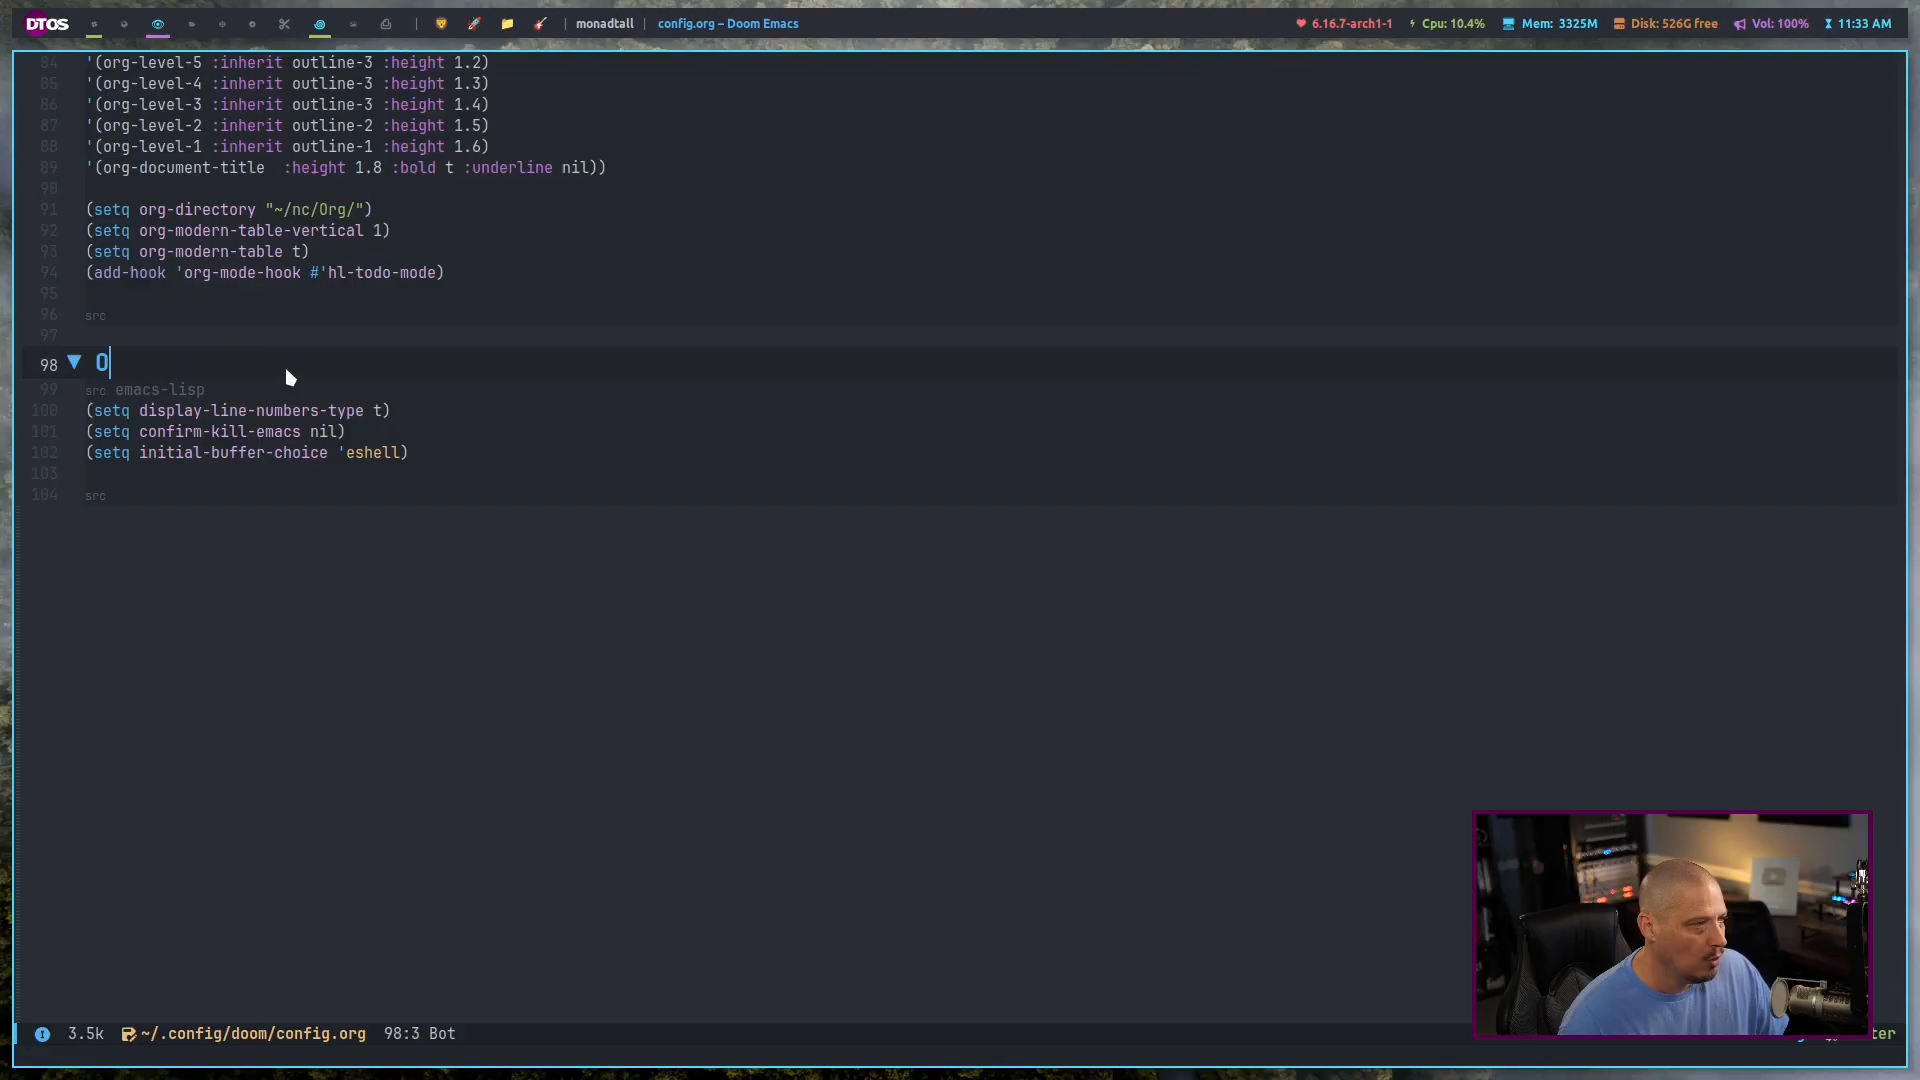 DTOS | monadtall | config.org – Doom Emacs 6.16.7-arch1-1 Cpu: 10.4% Mem: 3325M Disk: 526G free Vol: 100% 11:33 AM
84 '(org-level-5 :inherit outline-3 :height 1.2)
85 '(org-level-4 :inherit outline-3 :height 1.3)
86 '(org-level-3 :inherit outline-3 :height 1.4)
87 '(org-level-2 :inherit outline-2 :height 1.5)
88 '(org-level-1 :inherit outline-1 :height 1.6)
89 '(org-document-title  :height 1.8 :bold t :underline nil))
90
91 (setq org-directory "~/nc/Org/")
92 (setq org-modern-table-vertical 1)
93 (setq org-modern-table t)
94 (add-hook 'org-mode-hook #'hl-todo-mode)
95
96 src
97
98 ▼ O
99 src emacs-lisp
100 (setq display-line-numbers-type t)
101 (setq confirm-kill-emacs nil)
102 (setq initial-buffer-choice 'eshell)
103
104 src
3.5k ~/.config/doom/config.org 98:3 Bot